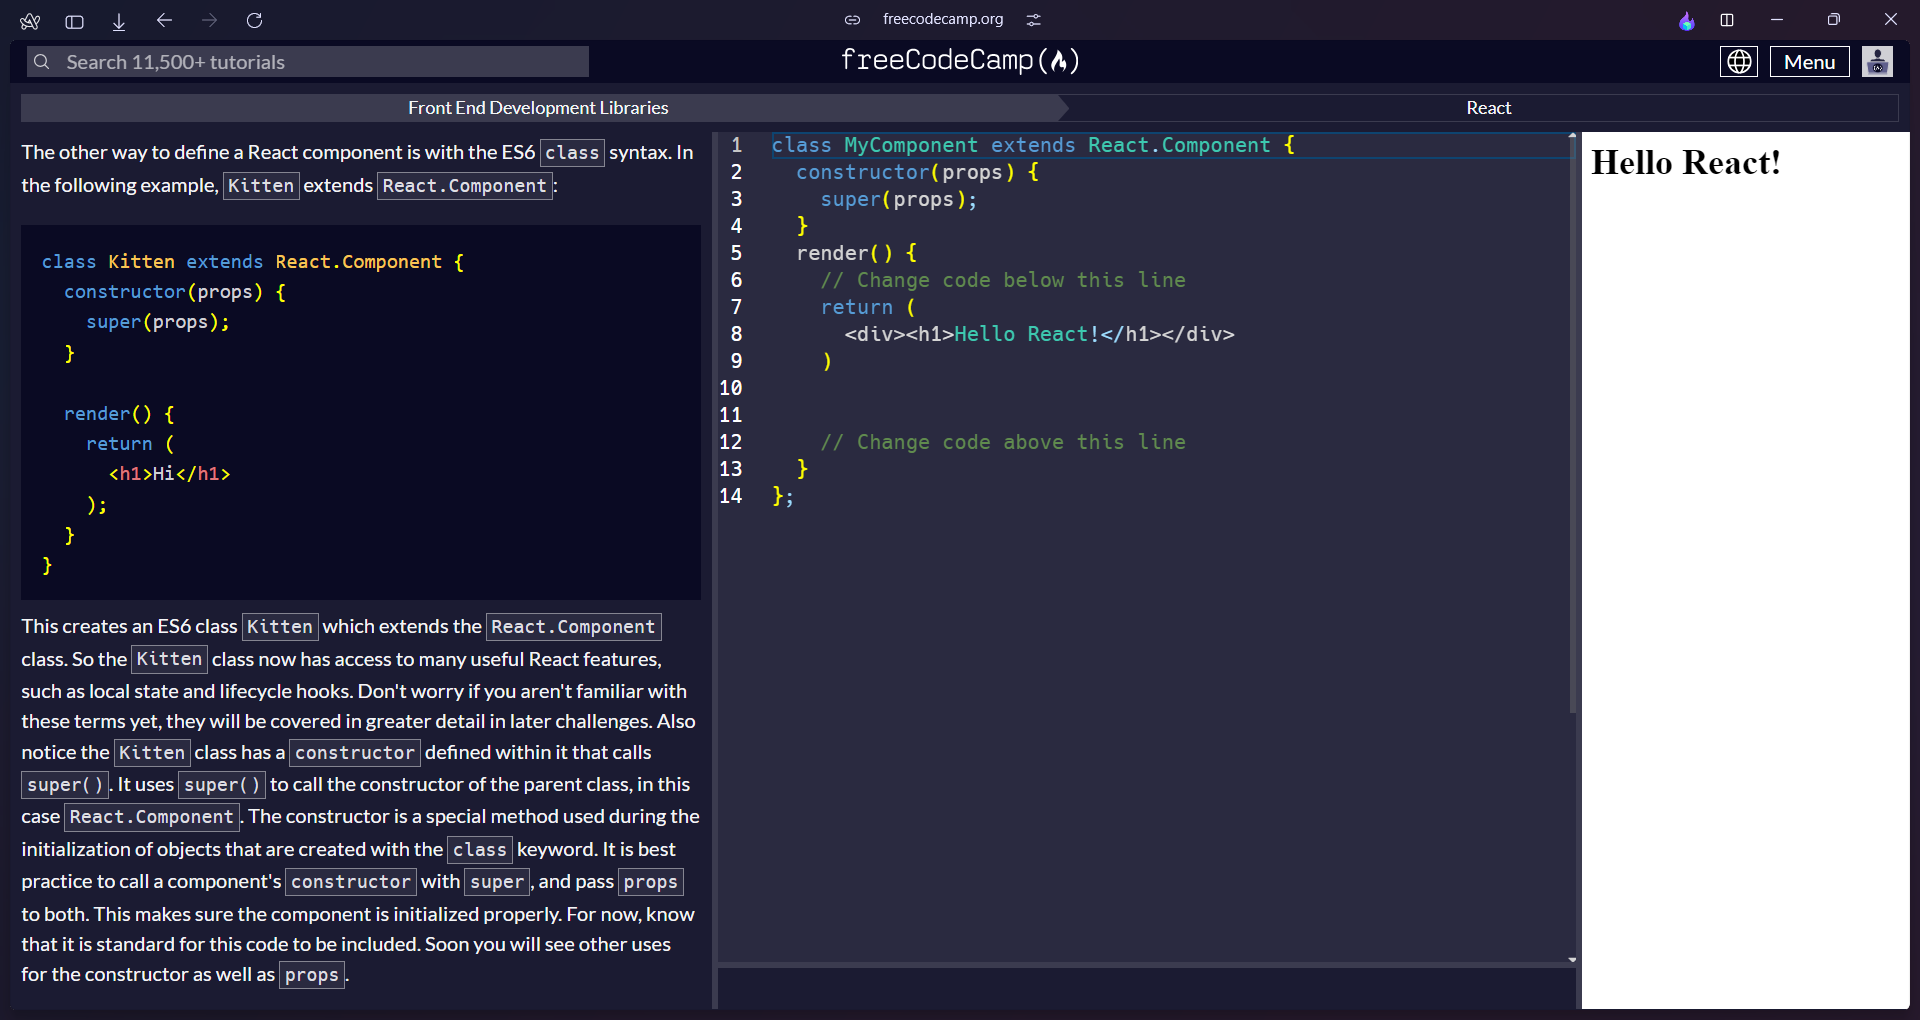 freecodecamp.org
Search 11,500+ tutorials
freeCodeCamp(🔥)
Menu
Front End Development Libraries
React
The other way to define a React component is with the ES6 class syntax. In
the following example, Kitten extends React.Component:
class Kitten extends React.Component {
  constructor(props) {
    super(props);
  }
  render() {
    return (
      <h1>Hi</h1>
    );
  }
}
This creates an ES6 class Kitten which extends the React.Component
class. So the Kitten class now has access to many useful React features,
such as local state and lifecycle hooks. Don't worry if you aren't familiar with
these terms yet, they will be covered in greater detail in later challenges. Also
notice the Kitten class has a constructor defined within it that calls
super(). It uses super() to call the constructor of the parent class, in this
case React.Component. The constructor is a special method used during the
initialization of objects that are created with the class keyword. It is best
practice to call a component's constructor with super, and pass props
to both. This makes sure the component is initialized properly. For now, know
that it is standard for this code to be included. Soon you will see other uses
for the constructor as well as props.
1 class MyComponent extends React.Component {
2   constructor(props) {
3     super(props);
4   }
5   render() {
6     // Change code below this line
7     return (
8       <div><h1>Hello React!</h1></div>
9     )
10
11
12     // Change code above this line
13   }
14 };
Hello React!